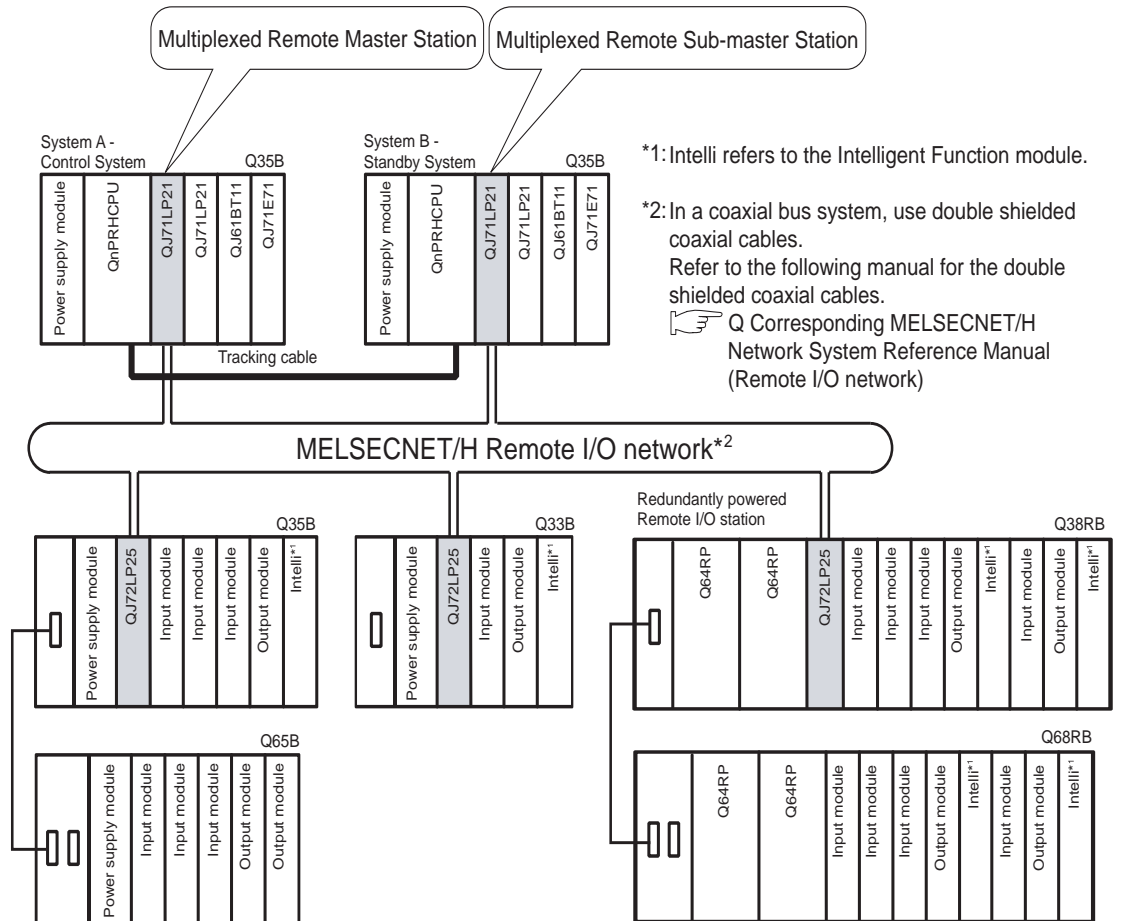 Multiplexed Remote Master Station
Multiplexed Remote Sub-master Station
System A -
Control System
Q35B
Power supply module
QnPRHCPU
QJ71LP21
QJ71LP21
QJ61BT11
QJ71E71
System B -
Standby System
Q35B
Power supply module
QnPRHCPU
QJ71LP21
QJ71LP21
QJ61BT11
QJ71E71
Tracking cable
*1: Intelli refers to the Intelligent Function module.
*2: In a coaxial bus system, use double shielded
coaxial cables.
Refer to the following manual for the double
shielded coaxial cables.
Q Corresponding MELSECNET/H
Network System Reference Manual
(Remote I/O network)
MELSECNET/H Remote I/O network*2
Q35B
Power supply module
QJ72LP25
Input module
Input module
Input module
Output module
Intelli*1
Q33B
Power supply module
QJ72LP25
Input module
Output module
Intelli*1
Redundantly powered
Remote I/O station
Q38RB
Q64RP
Q64RP
QJ72LP25
Input module
Input module
Input module
Output module
Intelli*1
Input module
Output module
Intelli*1
Q65B
Power supply module
Input module
Input module
Input module
Output module
Output module
Q68RB
Q64RP
Q64RP
Input module
Input module
Input module
Output module
Intelli*1
Input module
Output module
Intelli*1